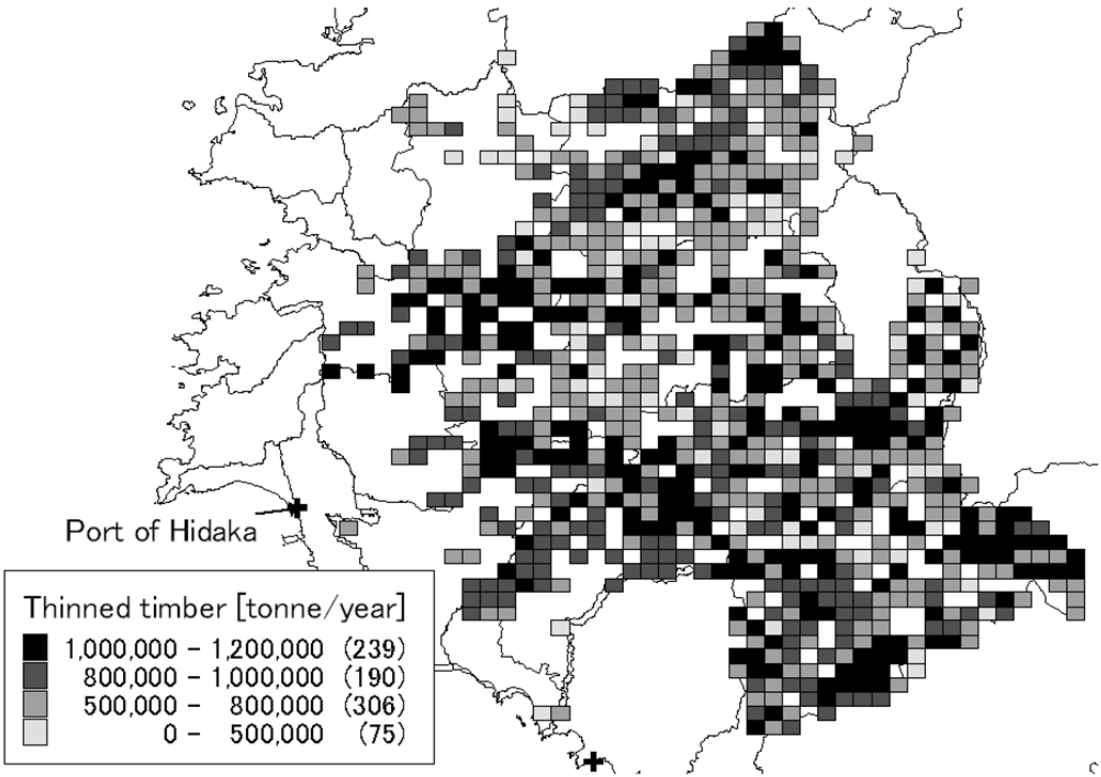 Port of Hidaka
Thinned timber [tonne/year]
1,000,000 - 1,200,000 (239)
800,000 - 1,000,000 (190)
500,000 - 800,000 (306)
0 - 500,000 (75)